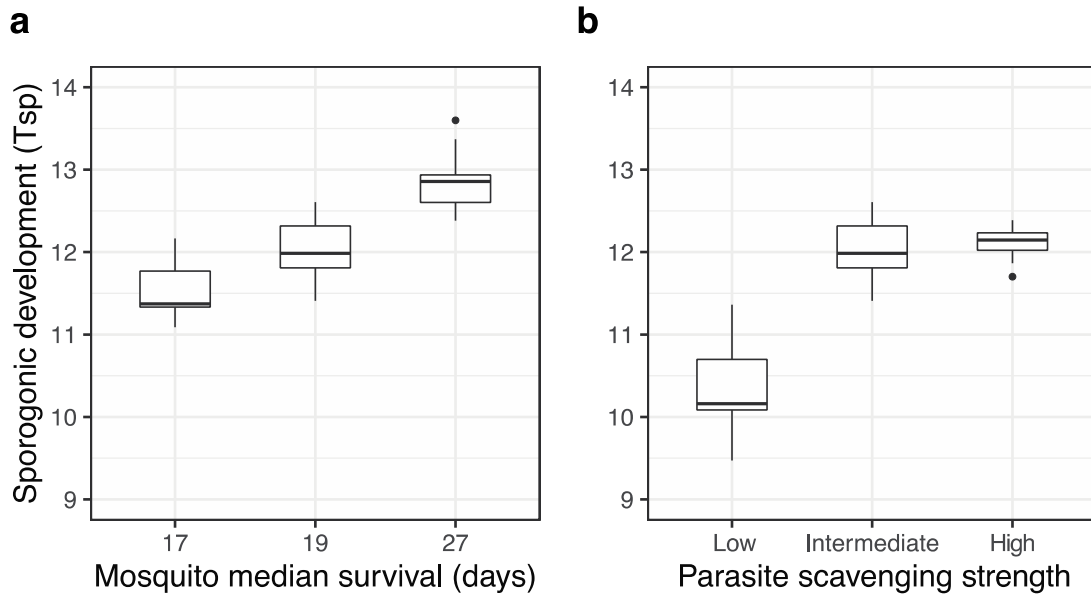 a
b
Sporogonic development (Tsp)
14
13
12
11
10
9
17
19
27
Mosquito median survival (days)
14
13
12
11
10
9
Low
Intermediate
High
Parasite scavenging strength